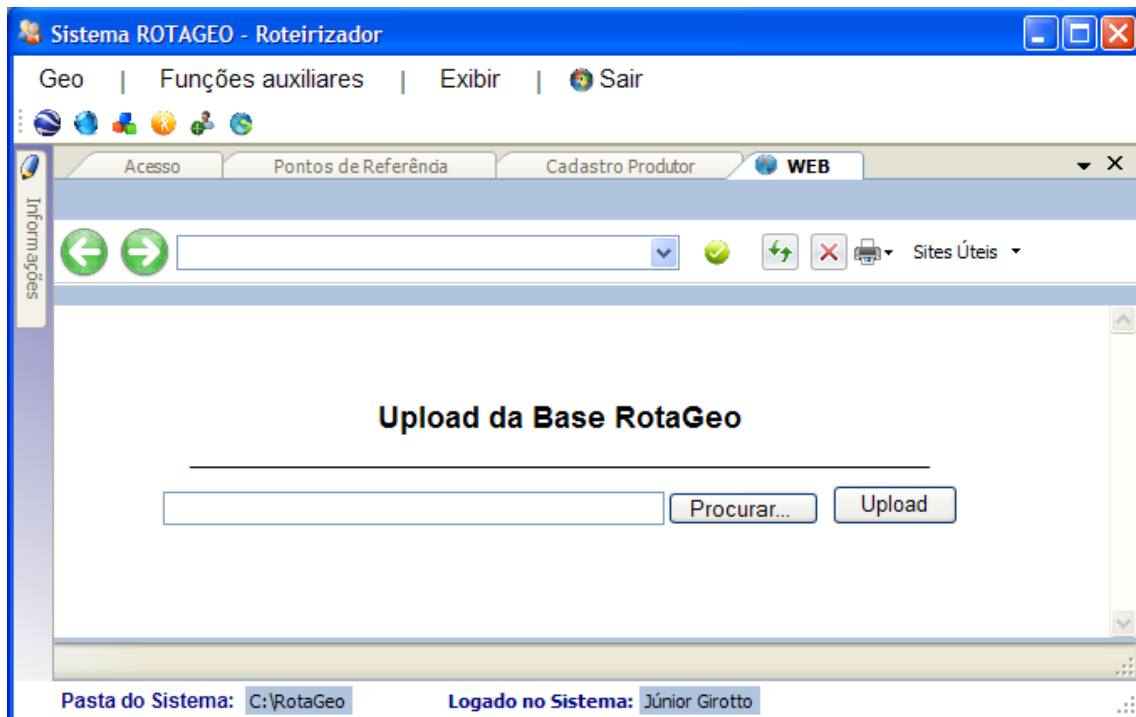 Sistema ROTAGEO - Roteirizador
Geo | Funções auxiliares | Exibir | Sair
Acesso Pontos de Referência Cadastro Produtor WEB
Informações
Sites Úteis
Upload da Base RotaGeo
Procurar... Upload
Pasta do Sistema: C:\RotaGeo Logado no Sistema: Júnior Girotto